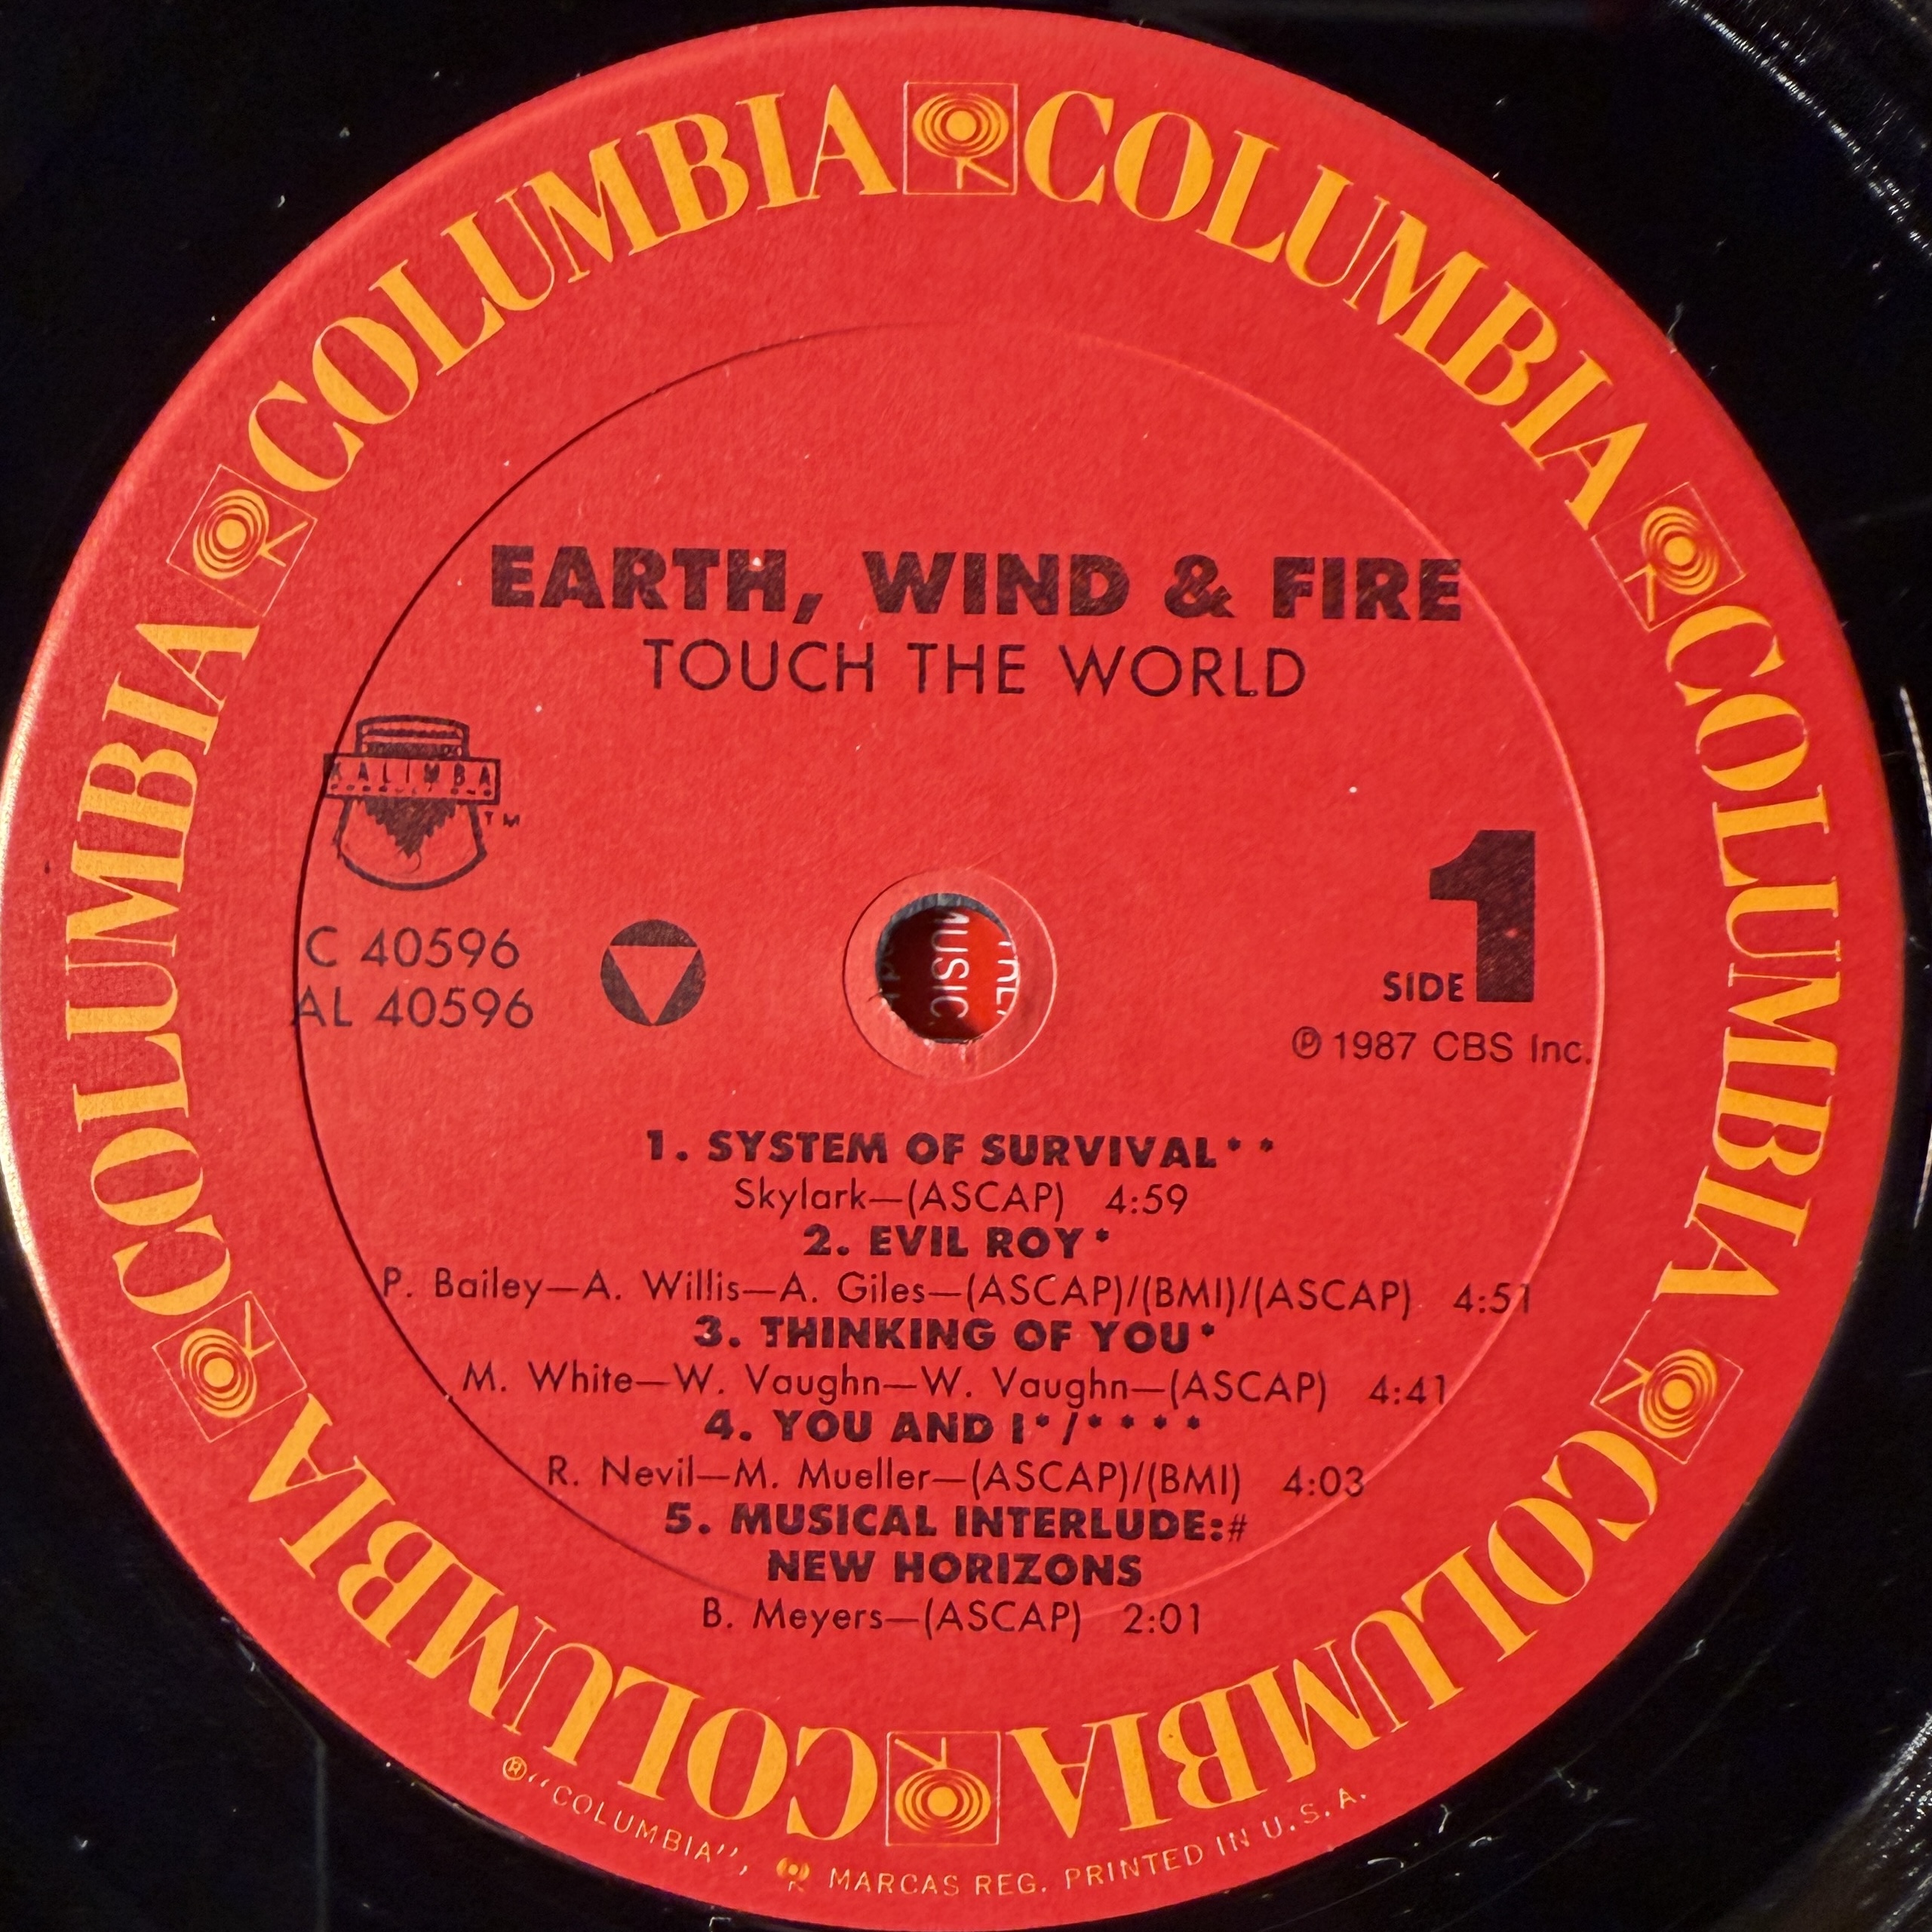 COLUMBIA COLUMBIA COLUMBIA COLUMBIA COLUMBIA COLUMBIA
EARTH, WIND & FIRE
TOUCH THE WORLD
KALIMBA
PRODUCTIONS
TM
C 40596
AL 40596
1
SIDE
℗ 1987 CBS Inc.
MUSIC
1. SYSTEM OF SURVIVAL**
Skylark—(ASCAP) 4:59
2. EVIL ROY*
P. Bailey—A. Willis—A. Giles—(ASCAP)/(BMI)/(ASCAP) 4:51
3. THINKING OF YOU*
M. White—W. Vaughn—W. Vaughn—(ASCAP) 4:41
4. YOU AND I*/****
R. Nevil—M. Mueller—(ASCAP)/(BMI) 4:03
5. MUSICAL INTERLUDE:#
NEW HORIZONS
B. Meyers—(ASCAP) 2:01
®"COLUMBIA", MARCAS REG. PRINTED IN U.S.A.